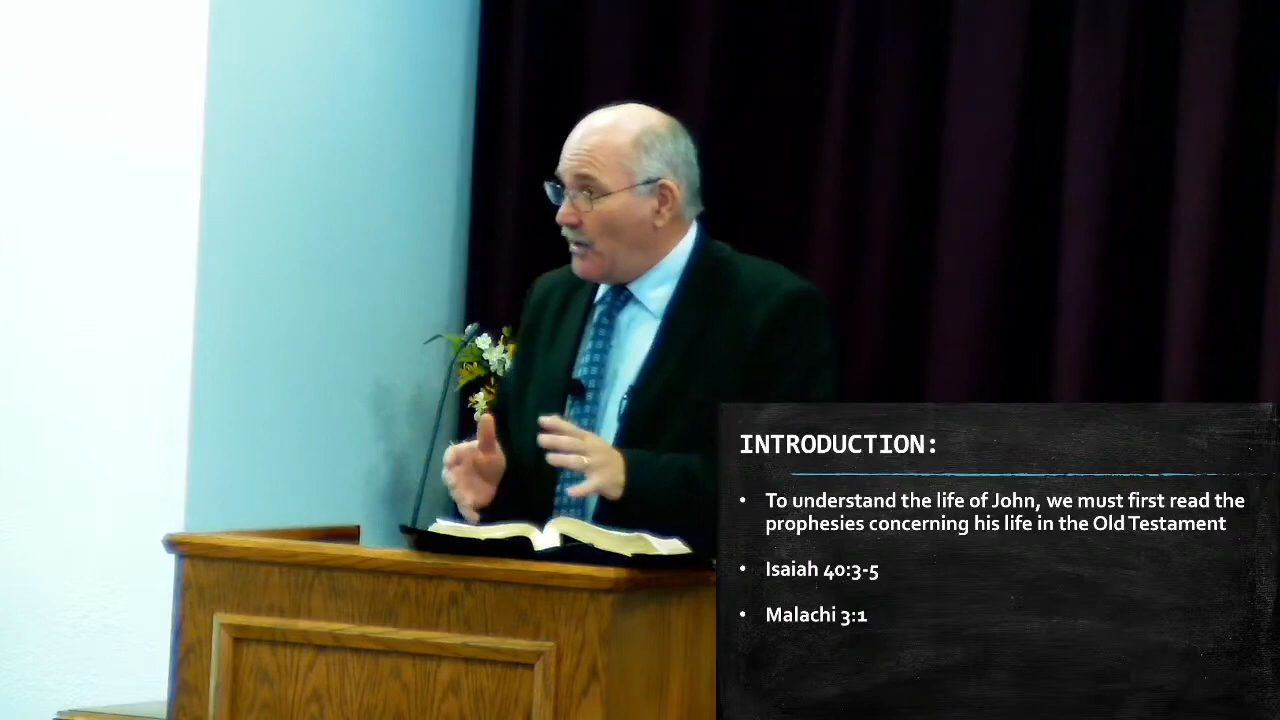 INTRODUCTION:
• To understand the life of John, we must first read the
prophesies concerning his life in the Old Testament
• Isaiah 40:3-5
• Malachi 3:1